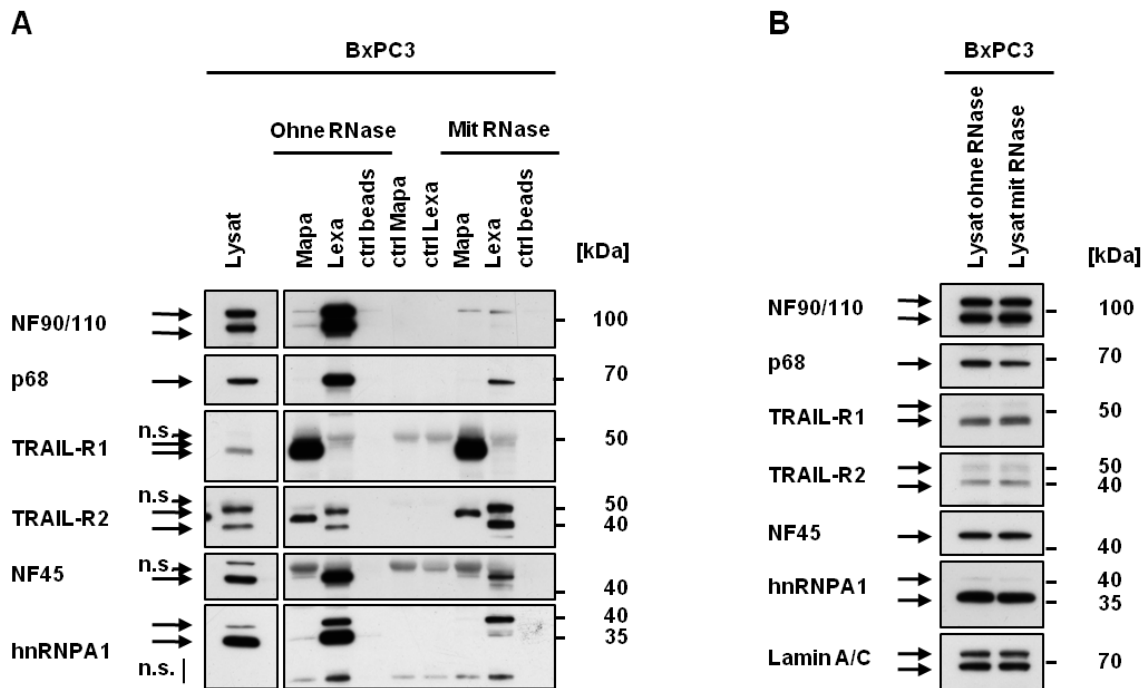 A
BxPC3
Ohne RNase
Mit RNase
Lysat
Mapa
Lexa
ctrl beads
ctrl Mapa
ctrl Lexa
Mapa
Lexa
ctrl beads
[kDa]
NF90/110
100
p68
70
n.s.
TRAIL-R1
50
n.s.
TRAIL-R2
50
40
n.s.
NF45
40
hnRNPA1
40
35
n.s.
B
BxPC3
Lysat ohne RNase
Lysat mit RNase
[kDa]
NF90/110
100
p68
70
TRAIL-R1
50
TRAIL-R2
50
40
NF45
40
hnRNPA1
40
35
Lamin A/C
70